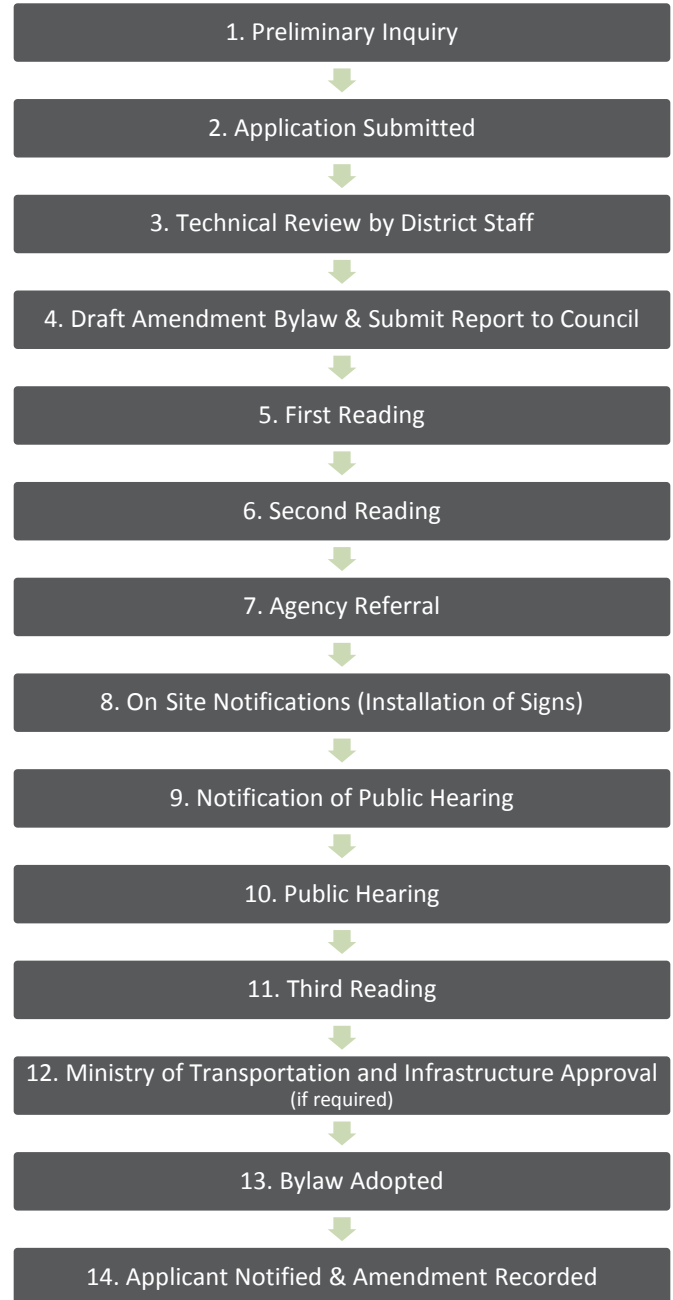 1. Preliminary Inquiry
2. Application Submitted
3. Technical Review by District Staff
4. Draft Amendment Bylaw & Submit Report to Council
5. First Reading
6. Second Reading
7. Agency Referral
8. On Site Notifications (Installation of Signs)
9. Notification of Public Hearing
10. Public Hearing
11. Third Reading
12. Ministry of Transportation and Infrastructure Approval
(if required)
13. Bylaw Adopted
14. Applicant Notified & Amendment Recorded